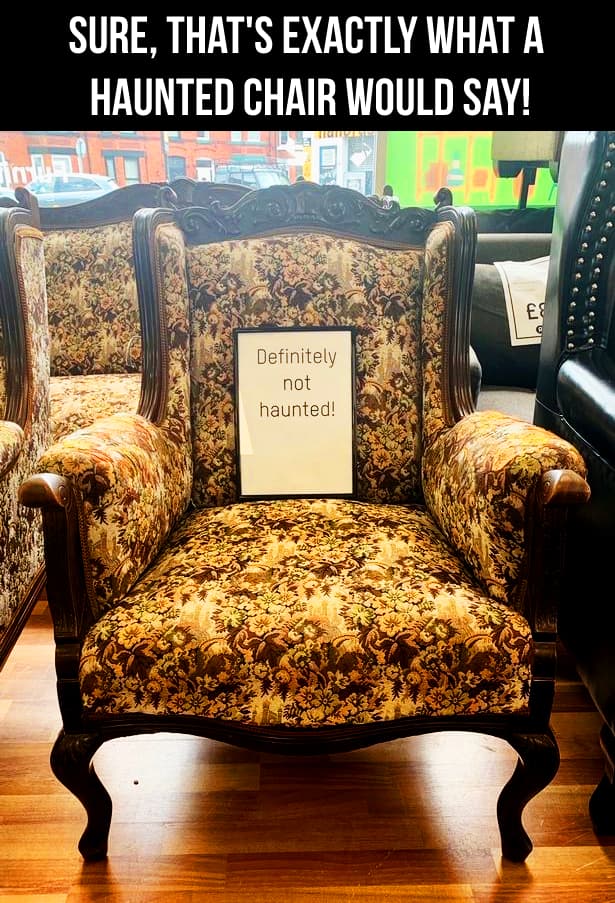 SURE, THAT'S EXACTLY WHAT A
HAUNTED CHAIR WOULD SAY!
Definitely
not
haunted!